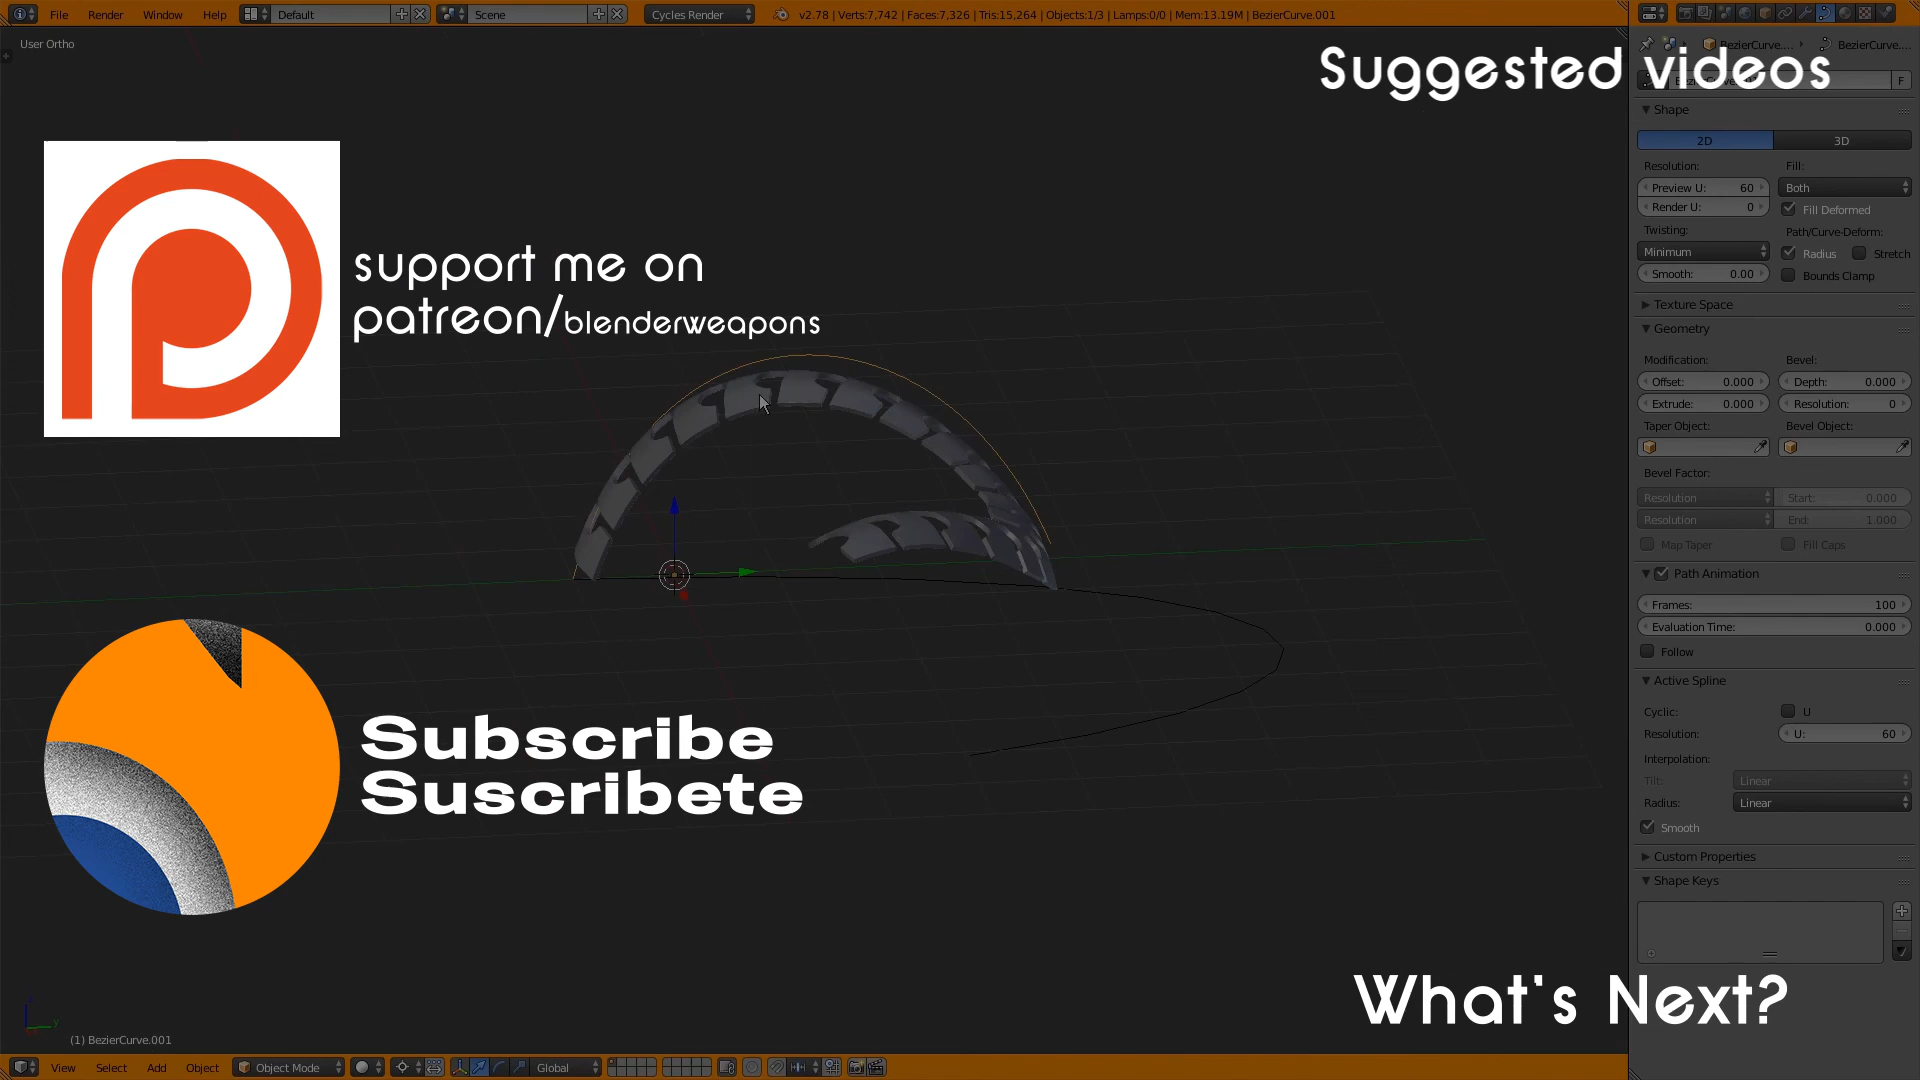 File Render Window Help Default Scene Cycles Render v2.78 | Verts:7,742 | Faces:7,326 | Tris:15,264 | Objects:1/3 | Lamps:0/0 | Mem:13.19M | BezierCurve.001
User Ortho
BezierCurve.... BezierCurve....
Suggested videos
F
Shape
2D 3D
Resolution: Fill:
Preview U: 60 Both
Render U: 0 Fill Deformed
Twisting: Path/Curve-Deform:
Minimum Radius Stretch
Smooth: 0.00 Bounds Clamp
Texture Space
Geometry
Modification: Bevel:
Offset: 0.000 Depth: 0.000
Extrude: 0.000 Resolution: 0
Taper Object: Bevel Object:
Bevel Factor:
Resolution Start: 0.000
Resolution End: 1.000
Map Taper Fill Caps
Path Animation
Frames: 100
Evaluation Time: 0.000
Follow
Active Spline
Cyclic: U
Resolution: U: 60
Interpolation:
Tilt: Linear
Radius: Linear
Smooth
Custom Properties
Shape Keys
support me on
patreon/blenderweapons
Subscribe
Suscribete
What's Next?
(1) BezierCurve.001
View Select Add Object Object Mode Global